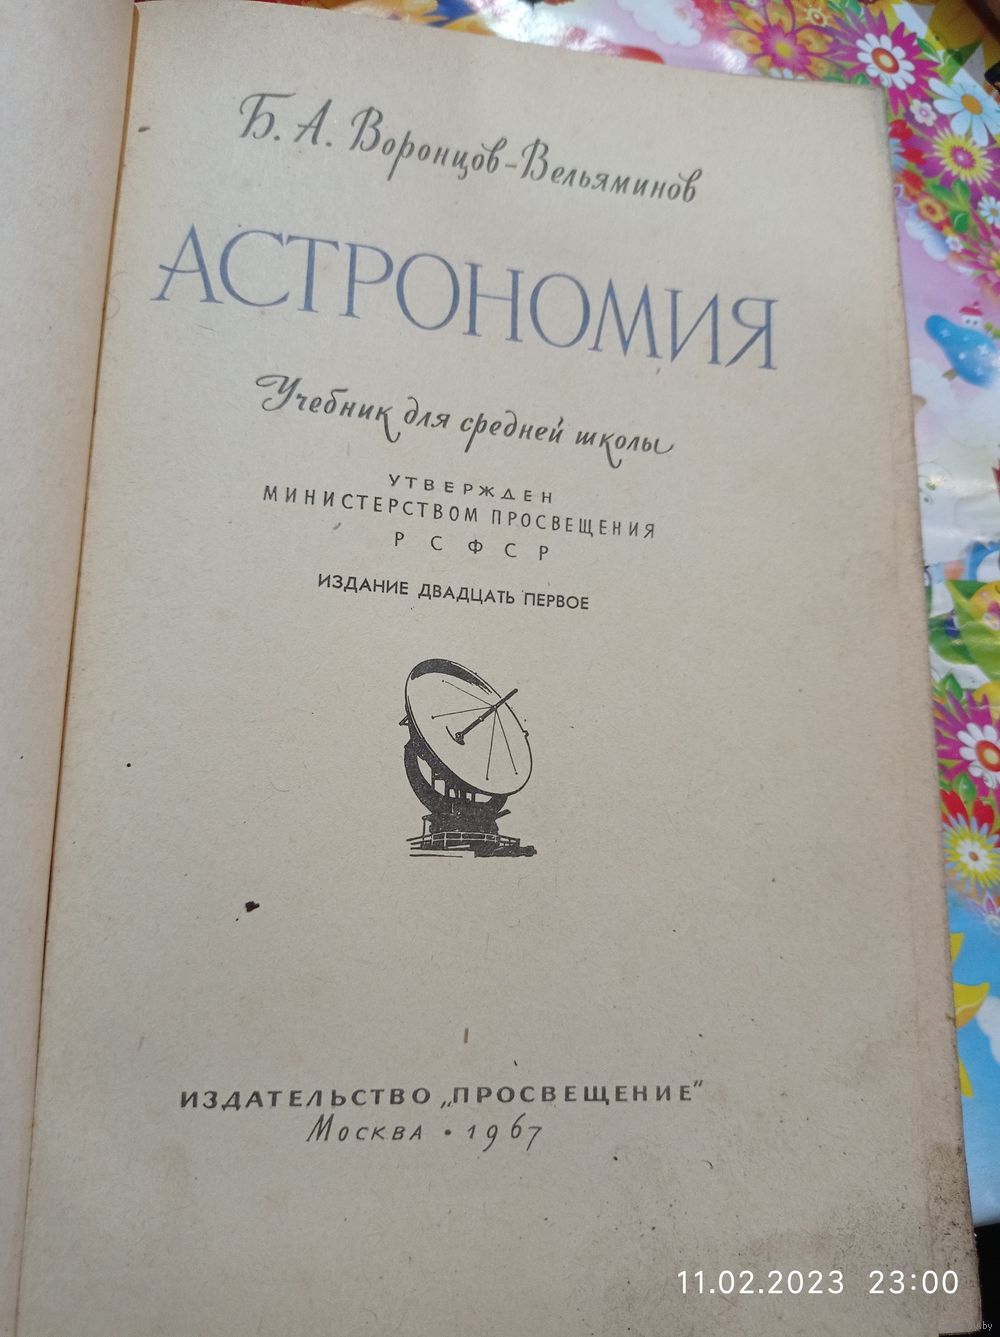 Б. А. Воронцов-Вельяминов
АСТРОНОМИЯ
Учебник для средней школы
УТВЕРЖДЕН
МИНИСТЕРСТВОМ ПРОСВЕЩЕНИЯ
РСФСР
ИЗДАНИЕ ДВАДЦАТЬ ПЕРВОЕ
ИЗДАТЕЛЬСТВО „ПРОСВЕЩЕНИЕ"
Москва • 1967
11.02.2023 23:00